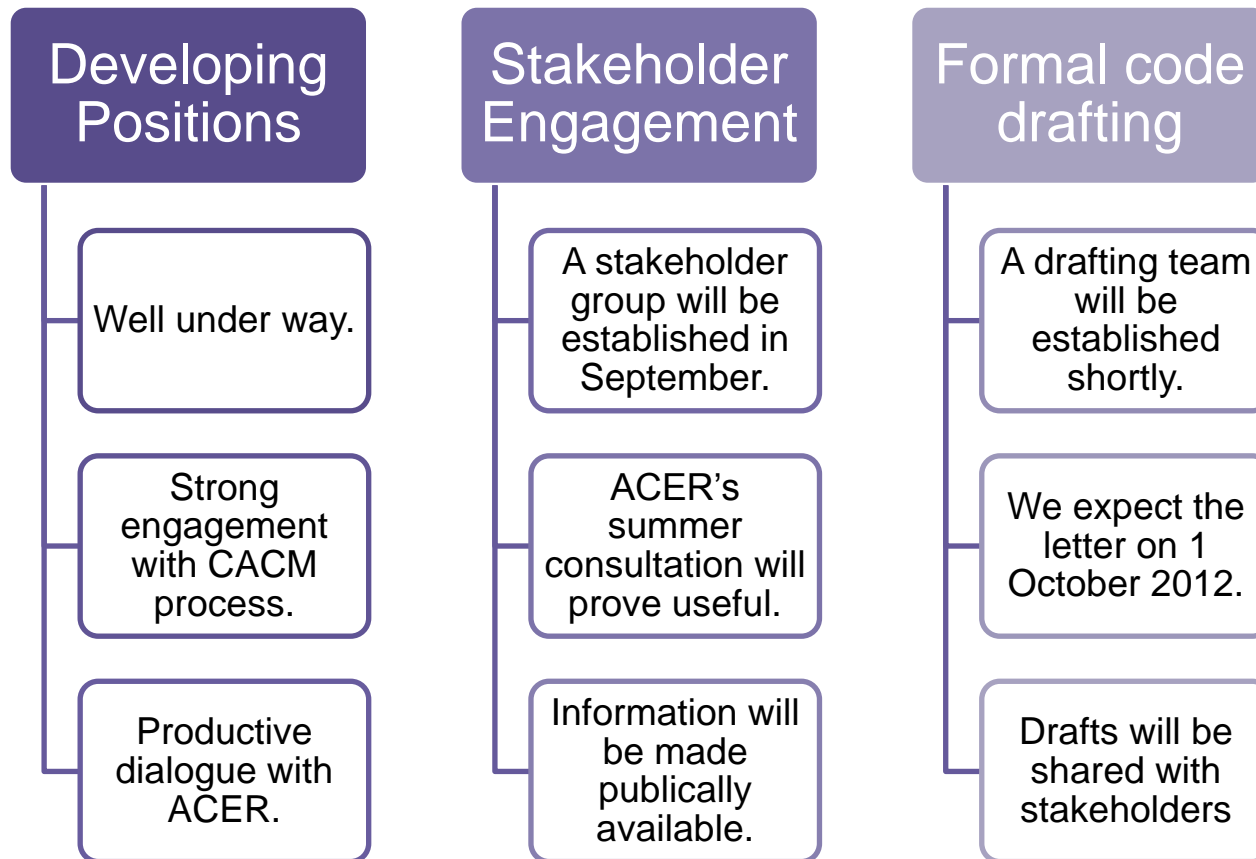 Developing
Positions
Well under way.
Strong
engagement
with CACM
process.
Productive
dialogue with
ACER.
Stakeholder
Engagement
A stakeholder
group will be
established in
September.
ACER’s
summer
consultation will
prove useful.
Information will
be made
publically
available.
Formal code
drafting
A drafting team
will be
established
shortly.
We expect the
letter on 1
October 2012.
Drafts will be
shared with
stakeholders